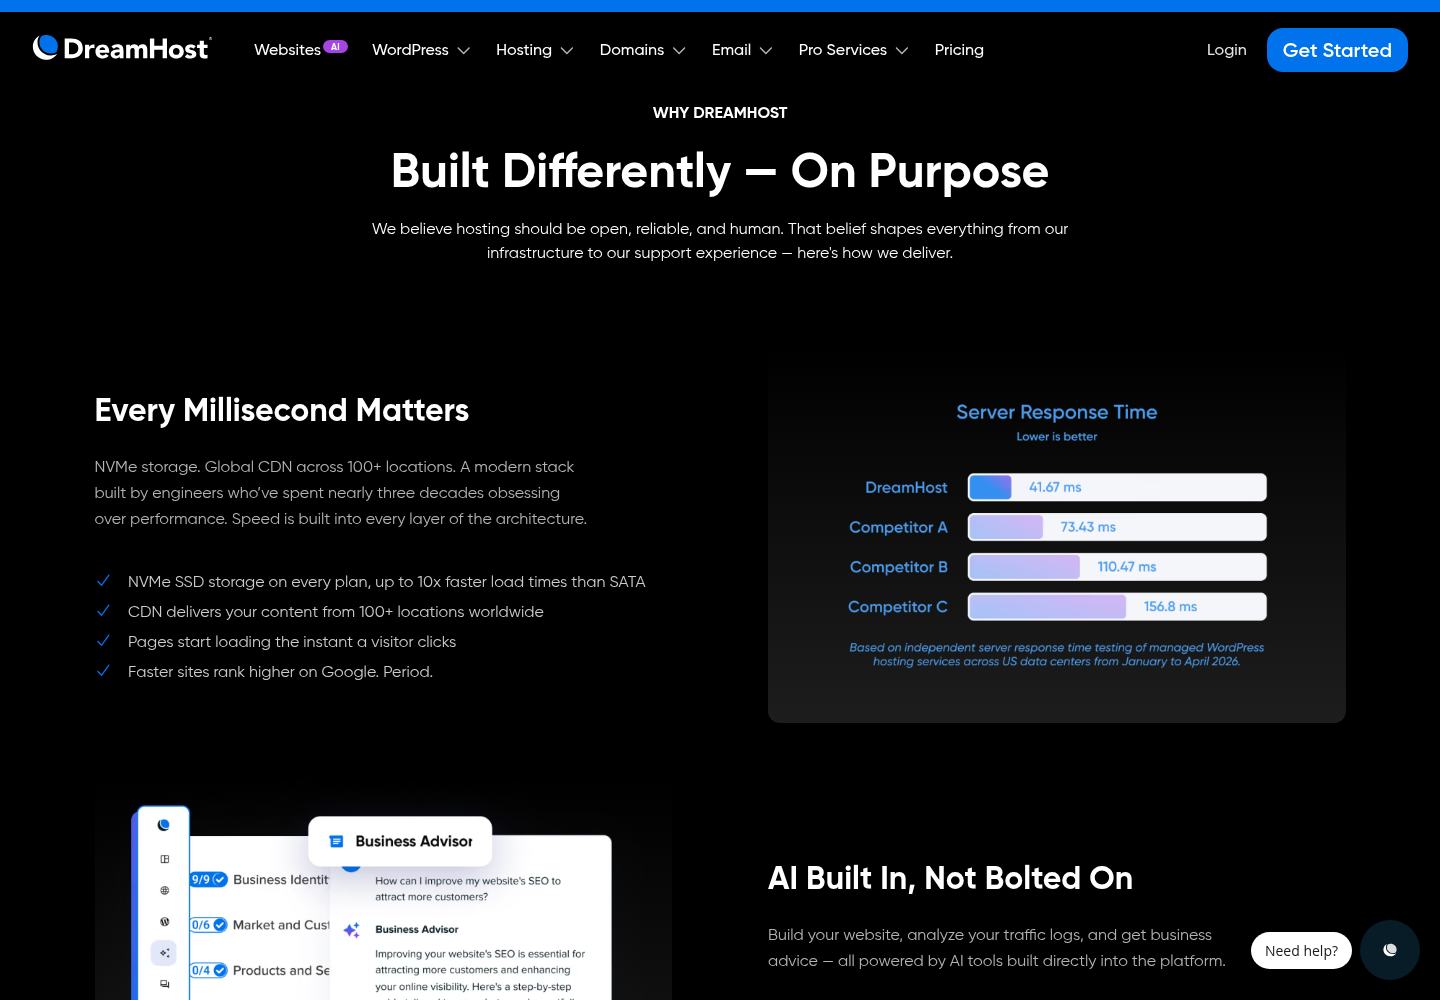 DreamHost
Websites AI
WordPress
Hosting
Domains
Email
Pro Services
Pricing
Login
Get Started
WHY DREAMHOST
Built Differently — On Purpose
We believe hosting should be open, reliable, and human. That belief shapes everything from our
infrastructure to our support experience — here's how we deliver.
Every Millisecond Matters
NVMe storage. Global CDN across 100+ locations. A modern stack
built by engineers who’ve spent nearly three decades obsessing
over performance. Speed is built into every layer of the architecture.
NVMe SSD storage on every plan, up to 10x faster load times than SATA
CDN delivers your content from 100+ locations worldwide
Pages start loading the instant a visitor clicks
Faster sites rank higher on Google. Period.
Server Response Time
Lower is better
DreamHost 41.67 ms
Competitor A 73.43 ms
Competitor B 110.47 ms
Competitor C 156.8 ms
Based on independent server response time testing of managed WordPress
hosting services across US data centers from January to April 2026.
Business Advisor
9/9 Business Identit
0/6 Market and Cust
0/4 Products and Se
How can I improve my website's SEO to
attract more customers?
Business Advisor
Improving your website's SEO is essential for
attracting more customers and enhancing
your online visibility. Here's a step-by-step
AI Built In, Not Bolted On
Build your website, analyze your traffic logs, and get business
advice — all powered by AI tools built directly into the platform.
Need help?